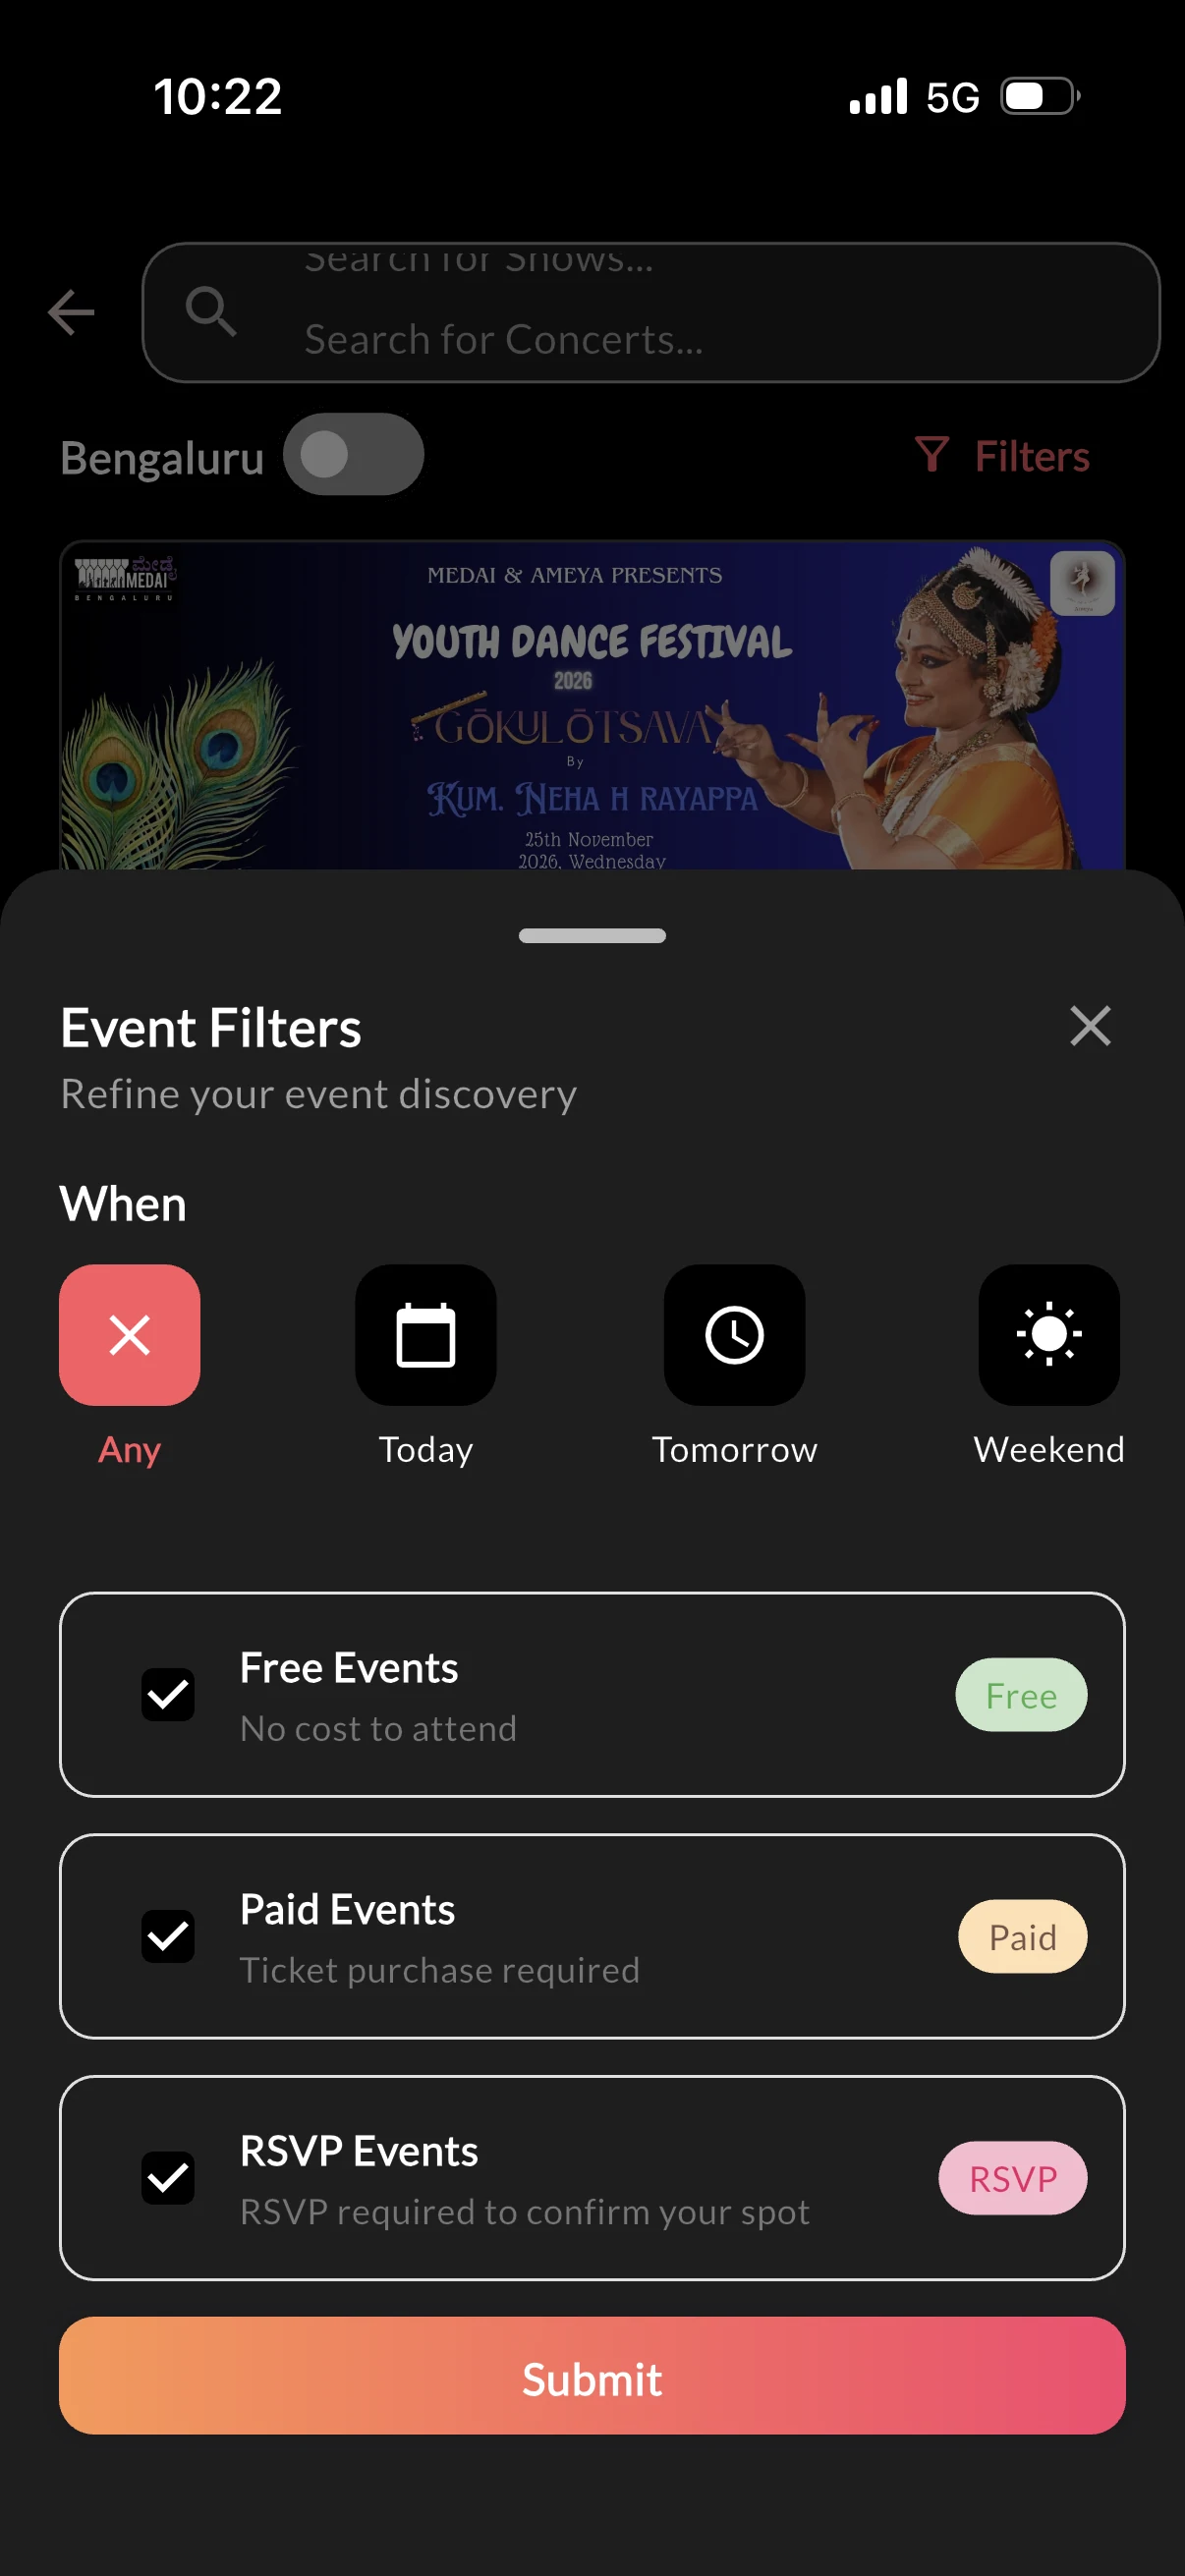 10:22
5G
Search for Shows...
Search for Concerts...
Bengaluru
Filters
ಮೇಡೈ
MEDAI
BENGALURU
MEDAI & AMEYA PRESENTS
YOUTH DANCE FESTIVAL
2026
GŌKULŌTSAVA
By
KUM. NEHA H RAYAPPA
25th November
2026, Wednesday
Event Filters
Refine your event discovery
When
Any
Today
Tomorrow
Weekend
Free Events
No cost to attend
Free
Paid Events
Ticket purchase required
Paid
RSVP Events
RSVP required to confirm your spot
RSVP
Submit